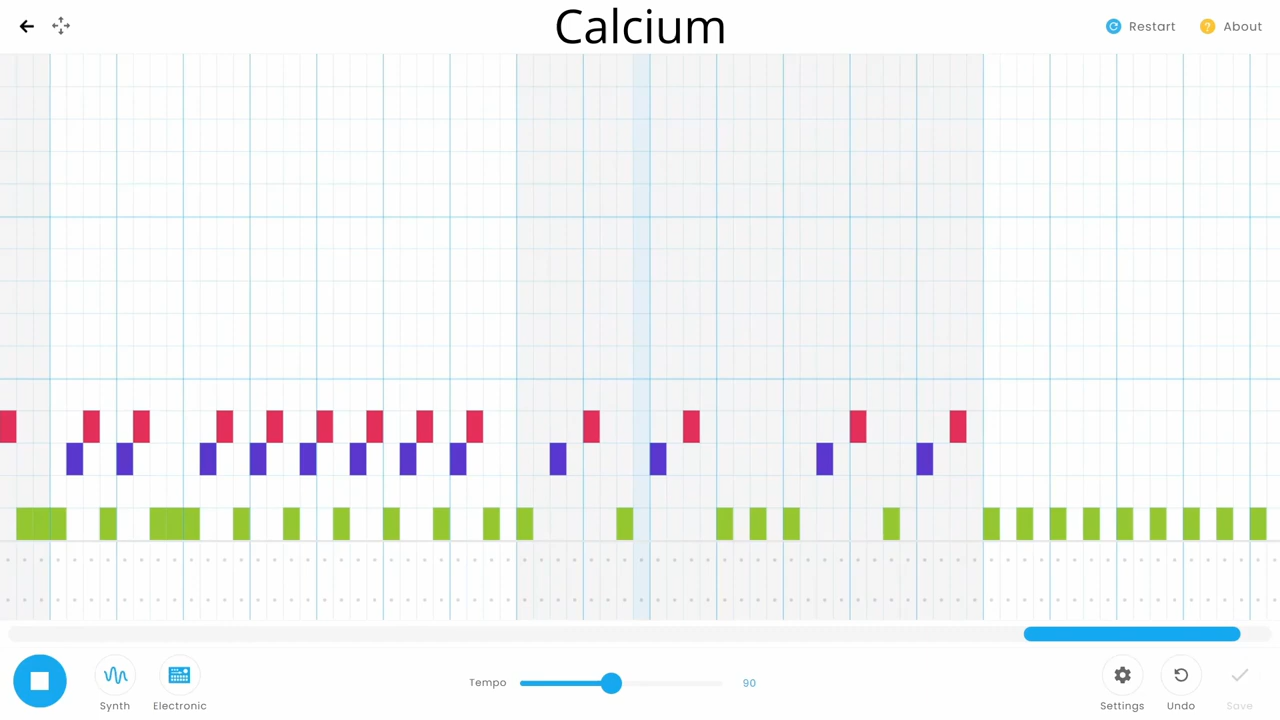 Calcium
Restart
About
Tempo
90
Synth
Electronic
Settings
Undo
Save